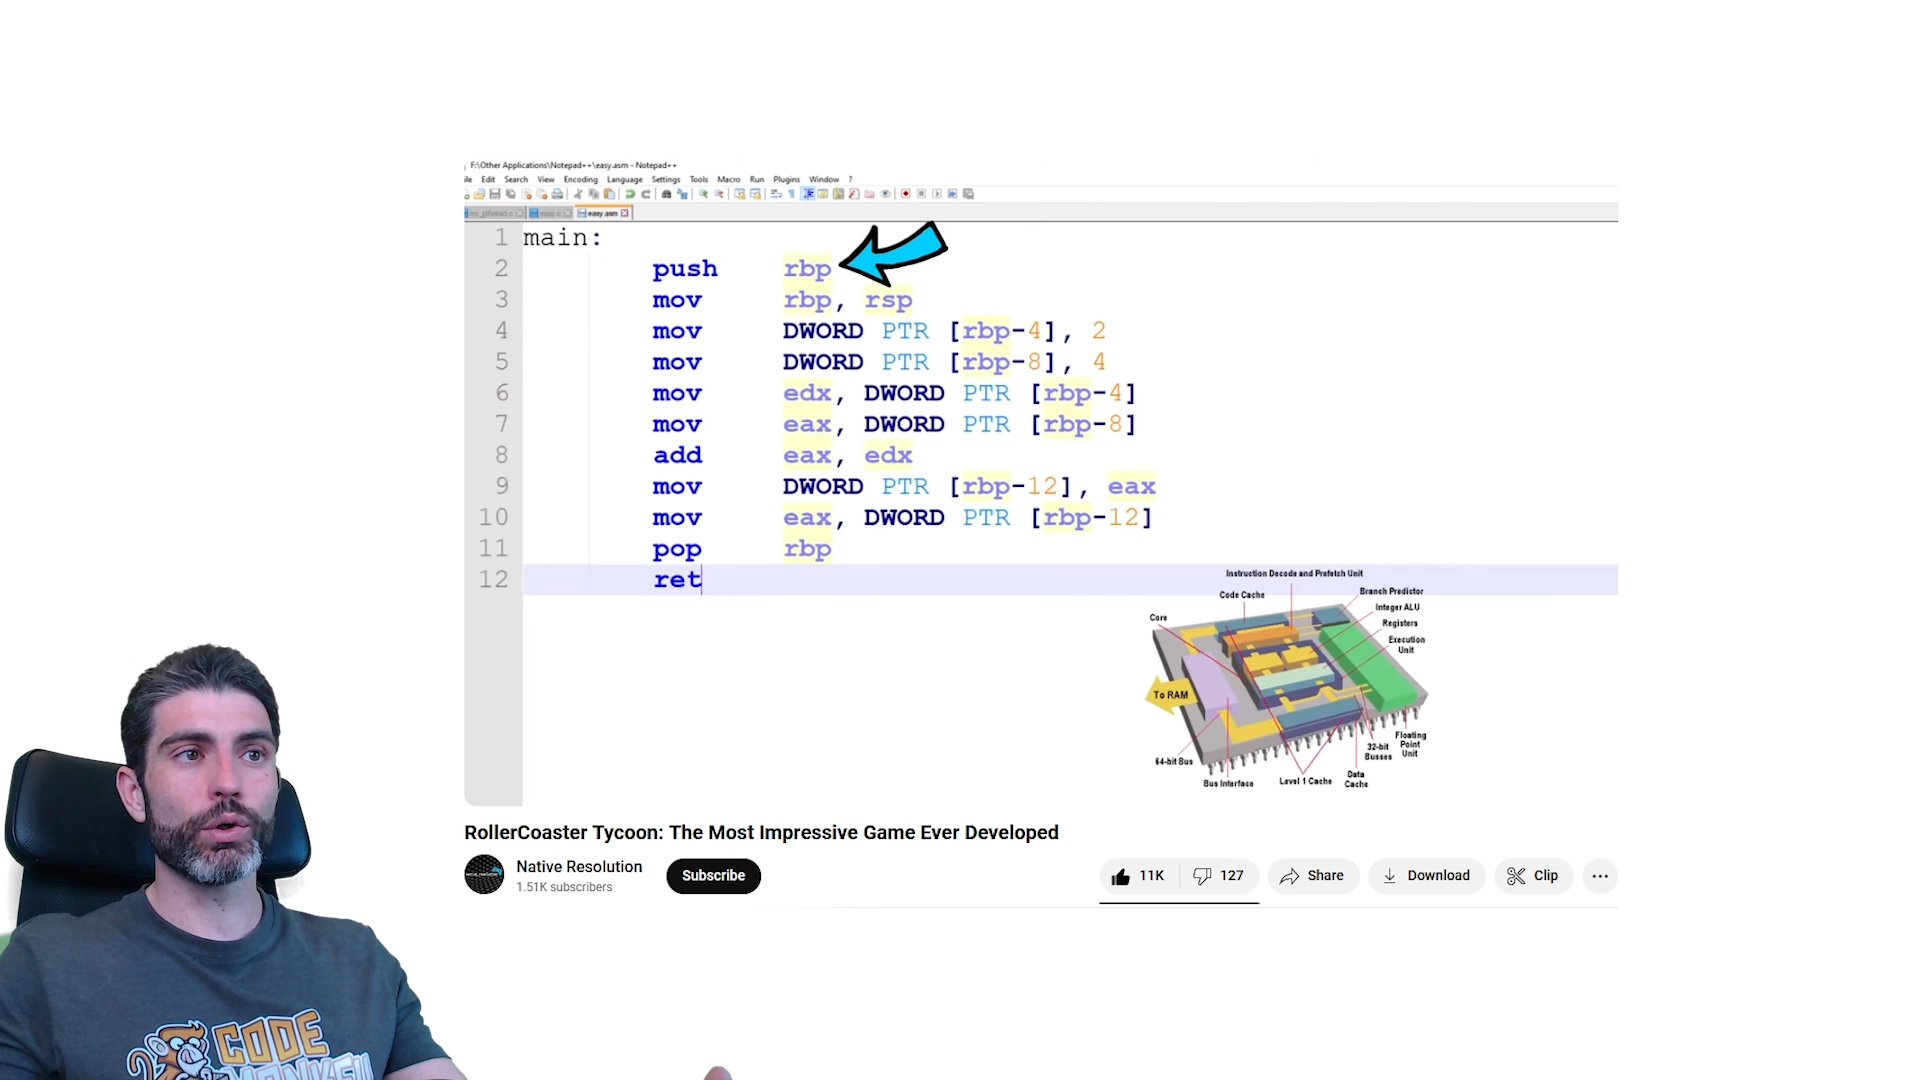 F:\Other Applications\Notepad++\easy.asm - Notepad++
ile Edit Search View Encoding Language Settings Tools Macro Run Plugins Window ?
my_pthread.c easy.c easy.asm
1 main:
2 push rbp
3 mov rbp, rsp
4 mov DWORD PTR [rbp-4], 2
5 mov DWORD PTR [rbp-8], 4
6 mov edx, DWORD PTR [rbp-4]
7 mov eax, DWORD PTR [rbp-8]
8 add eax, edx
9 mov DWORD PTR [rbp-12], eax
10 mov eax, DWORD PTR [rbp-12]
11 pop rbp
12 ret
Instruction Decode and Prefetch Unit
Code Cache
Branch Predictor
Integer ALU
Core
Registers
Execution
Unit
To RAM
Floating
Point
Unit
32-bit
Busses
64-bit Bus
Bus Interface
Level 1 Cache
Data
Cache
RollerCoaster Tycoon: The Most Impressive Game Ever Developed
Native Resolution
1.51K subscribers
Subscribe
11K 127 Share Download Clip
CODE
MONKEY